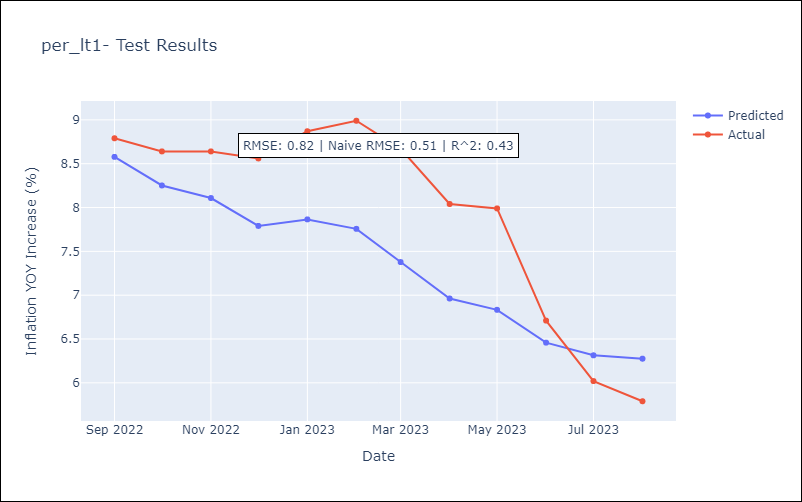 per_lt1- Test Results
Predicted
Actual
RMSE: 0.82 | Naive RMSE: 0.51 | R^2: 0.43
Inflation YOY Increase (%)
9
8.5
8
7.5
7
6.5
6
Sep 2022
Nov 2022
Jan 2023
Mar 2023
May 2023
Jul 2023
Date